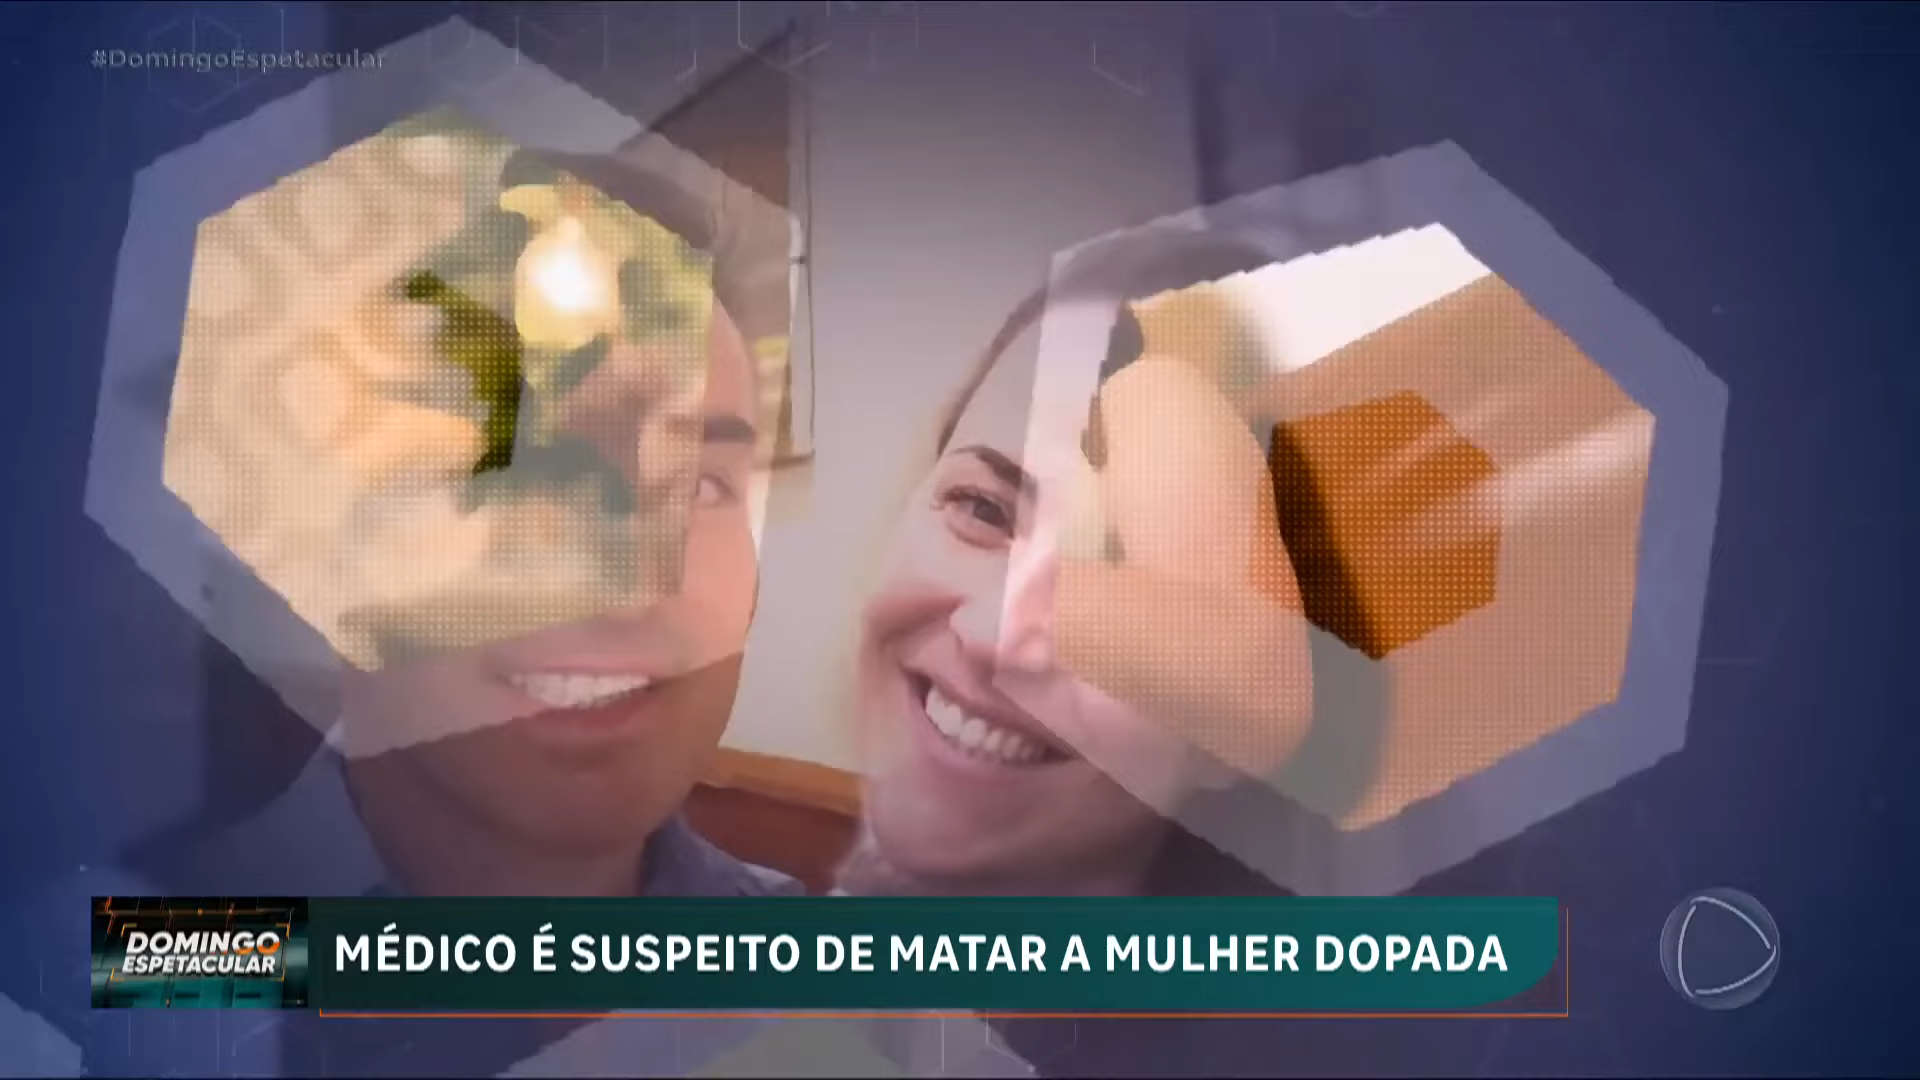 #DomingoEspetacular
DOMINGO
ESPETACULAR
MÉDICO É SUSPEITO DE MATAR A MULHER DOPADA